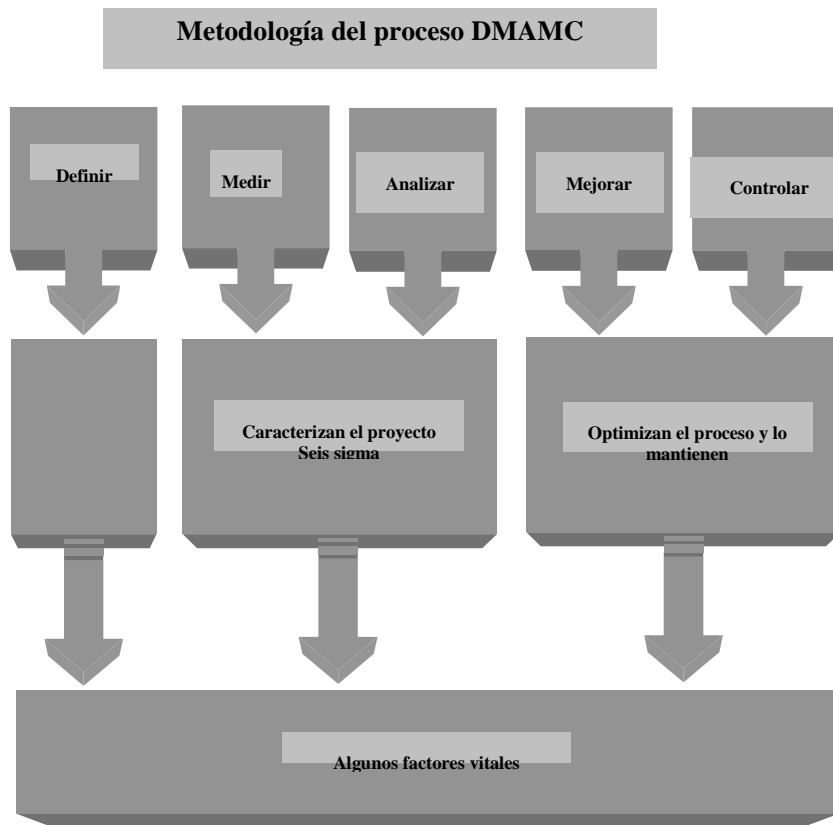 Metodología del proceso DMAMC
Definir
Medir
Analizar
Mejorar
Controlar
Caracterizan el proyecto
Seis sigma
Optimizan el proceso y lo
mantienen
Algunos factores vitales